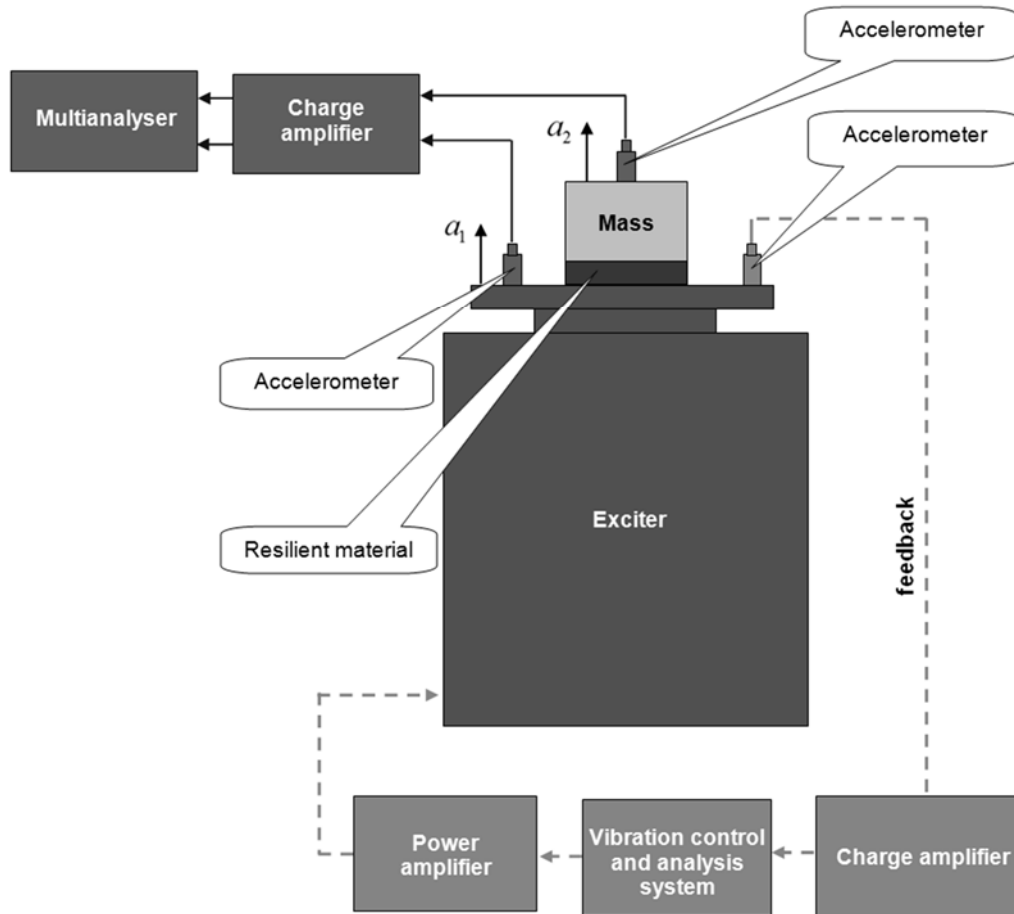 Accelerometer
Multianalyser
Charge
amplifier
a2
Accelerometer
Mass
a1
Accelerometer
Exciter
Resilient material
feedback
Power
amplifier
Vibration control
and analysis
system
Charge amplifier